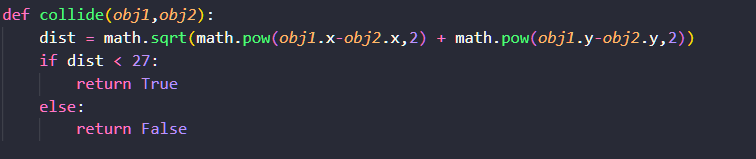 def collide(obj1,obj2):
    dist = math.sqrt(math.pow(obj1.x-obj2.x,2) + math.pow(obj1.y-obj2.y,2))
    if dist < 27:
        return True
    else:
        return False